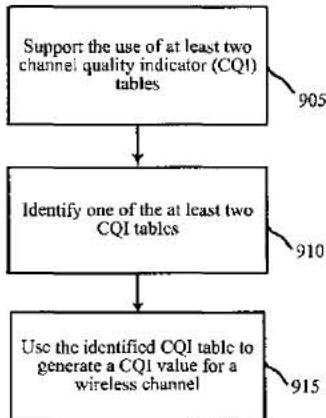 Support the use of at least two
channel quality indicator (CQI)
tables
905
Identify one of the at least two
CQI tables
910
Use the identified CQI table to
generate a CQI value for a
wireless channel
915